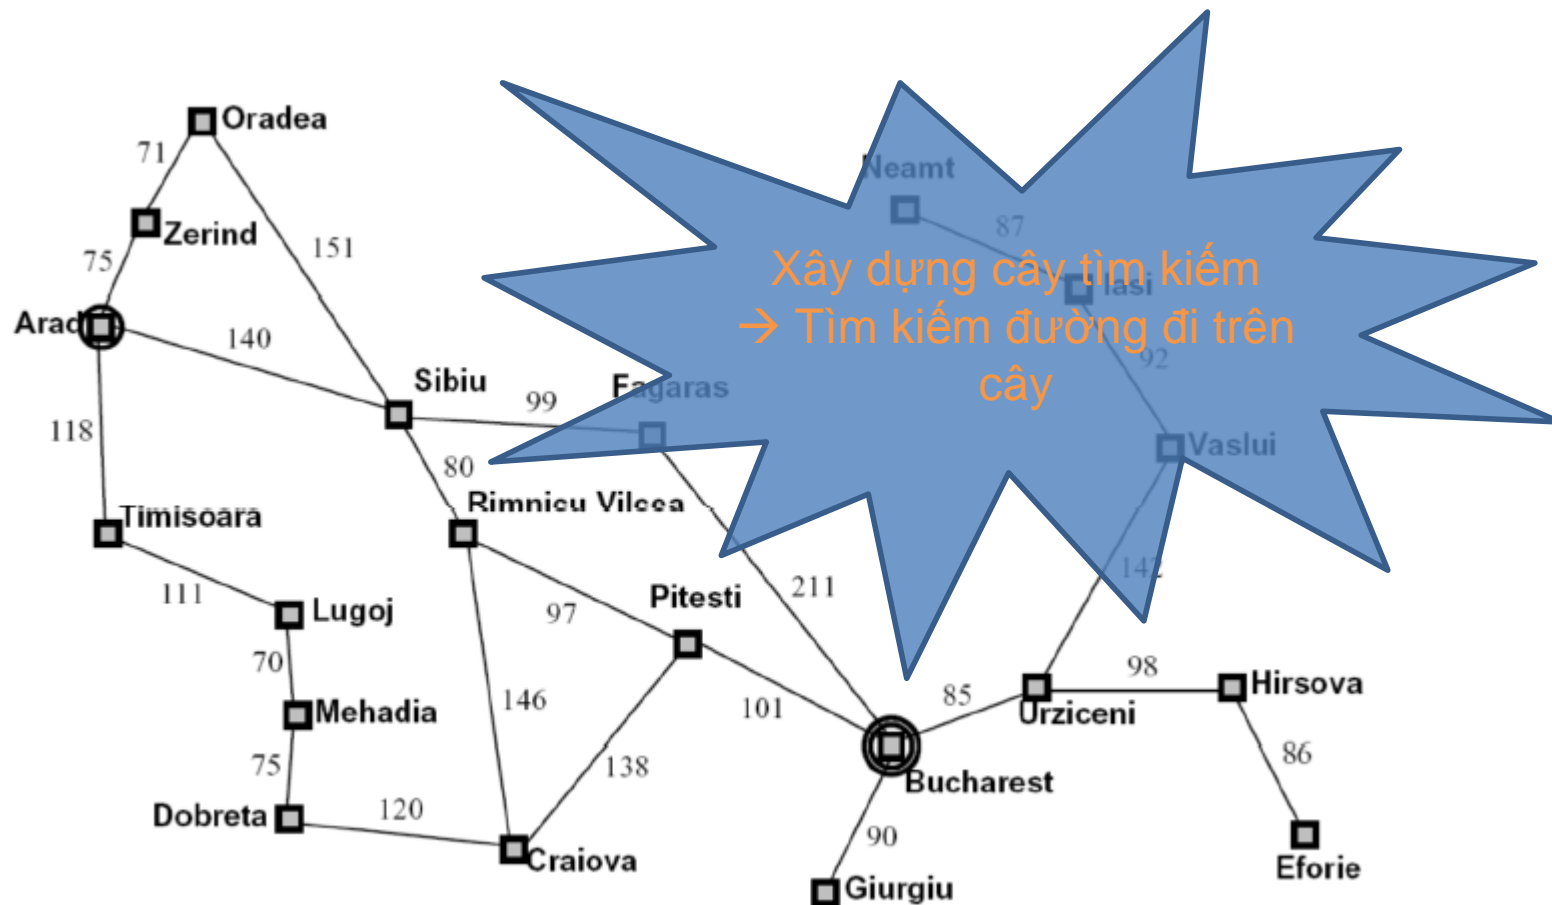 Oradea
71
Neamt
87
Zerind
151
75
Xây dựng cây tìm kiếm
Iasi
Arad
140
→ Tìm kiếm đường đi trên
92
cây
Sibiu
99
Fagaras
118
80
Vaslui
Rimnicu Vilcea
Timisoara
142
111
211
Lugoj
97
Pitesti
70
98
Hirsova
85
Mehadia
146
101
Urziceni
75
138
86
Bucharest
Dobreta
120
90
Craiova
Eforie
Giurgiu